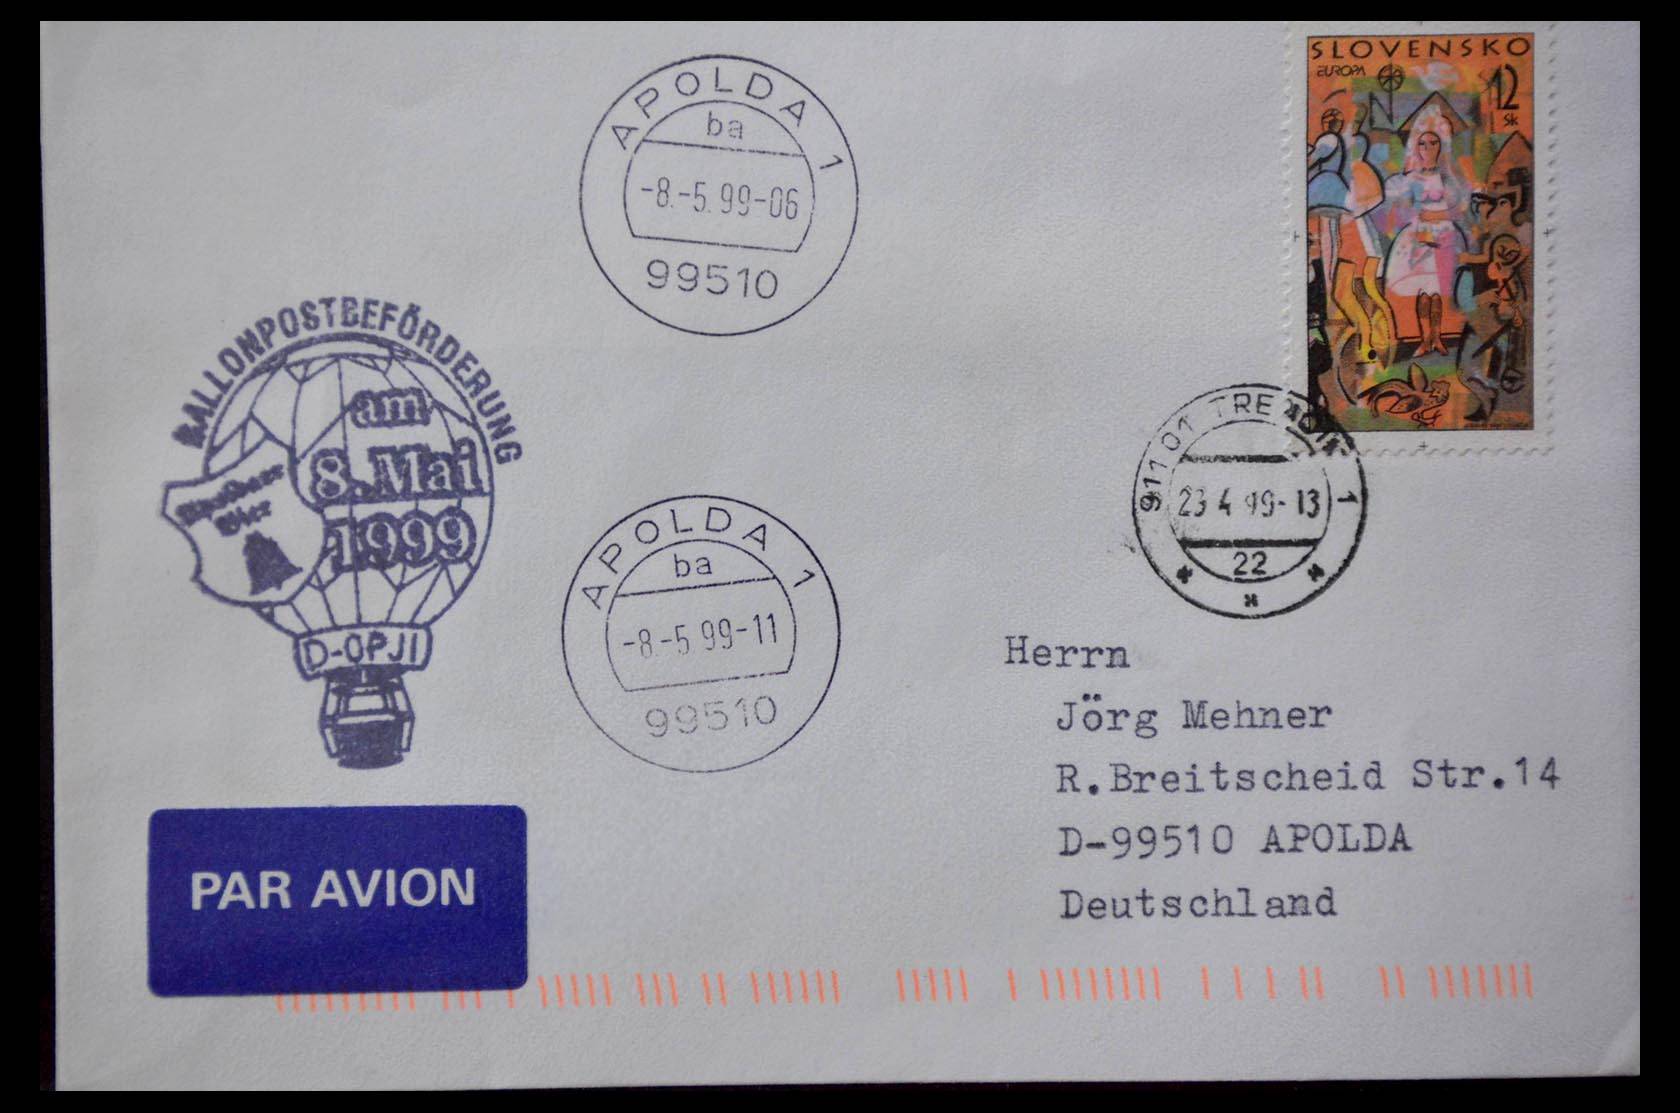 SLOVENSKO
EUROPA
12
Sk
APOLDA 1
ba
-8.-5.99-06
99510
BALLONPOSTBEFÖRDERUNG
am
8. Mai
1999
D-OPJI
91101 TRENČÍN 1
23.4.99-13
22
APOLDA 1
ba
-8.-5.99-11
99510
Herrn
Jörg Mehner
R.Breitscheid Str.14
D-99510 APOLDA
Deutschland
PAR AVION